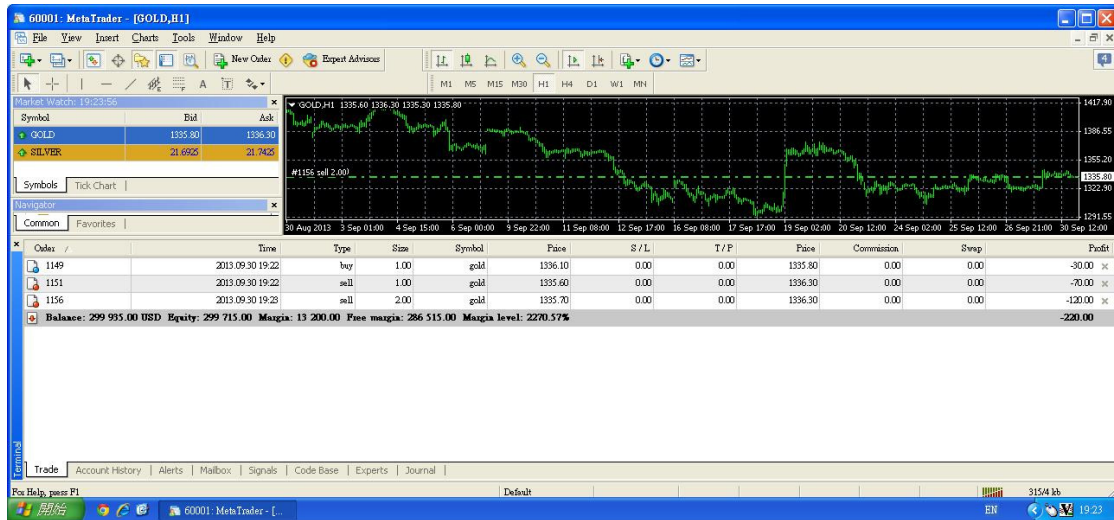 60001: MetaTrader - [GOLD,H1]
File View Insert Charts Tools Window Help
New Order Expert Advisors 4
A T M1 M5 M15 M30 H1 H4 D1 W1 MN
Market Watch: 19:23:56
Symbol Bid Ask
GOLD 1335.80 1336.30
SILVER 21.6925 21.7425
Symbols Tick Chart
Navigator
Common Favorites
GOLD,H1 1335.60 1336.30 1335.30 1335.80
#1156 sell 2.00)
1417.90
1386.55
1355.20
1335.80
1322.90
1291.55
30 Aug 2013 3 Sep 01:00 4 Sep 15:00 6 Sep 00:00 9 Sep 22:00 11 Sep 08:00 12 Sep 17:00 16 Sep 08:00 17 Sep 17:00 19 Sep 02:00 20 Sep 12:00 24 Sep 02:00 25 Sep 12:00 26 Sep 21:00 30 Sep 12:00
Order / Time Type Size Symbol Price S / L T / P Price Commission Swap Profit
1149 2013.09.30 19:22 buy 1.00 gold 1336.10 0.00 0.00 1335.80 0.00 0.00 -30.00
1151 2013.09.30 19:22 sell 1.00 gold 1335.60 0.00 0.00 1336.30 0.00 0.00 -70.00
1156 2013.09.30 19:23 sell 2.00 gold 1335.70 0.00 0.00 1336.30 0.00 0.00 -120.00
Balance: 299 935.00 USD Equity: 299 715.00 Margin: 13 200.00 Free margin: 286 515.00 Margin level: 2270.57% -220.00
Terminal
Trade Account History Alerts Mailbox Signals Code Base Experts Journal
For Help, press F1 Default 315/4 kb
開始 60001: MetaTrader - [... EN 19:23